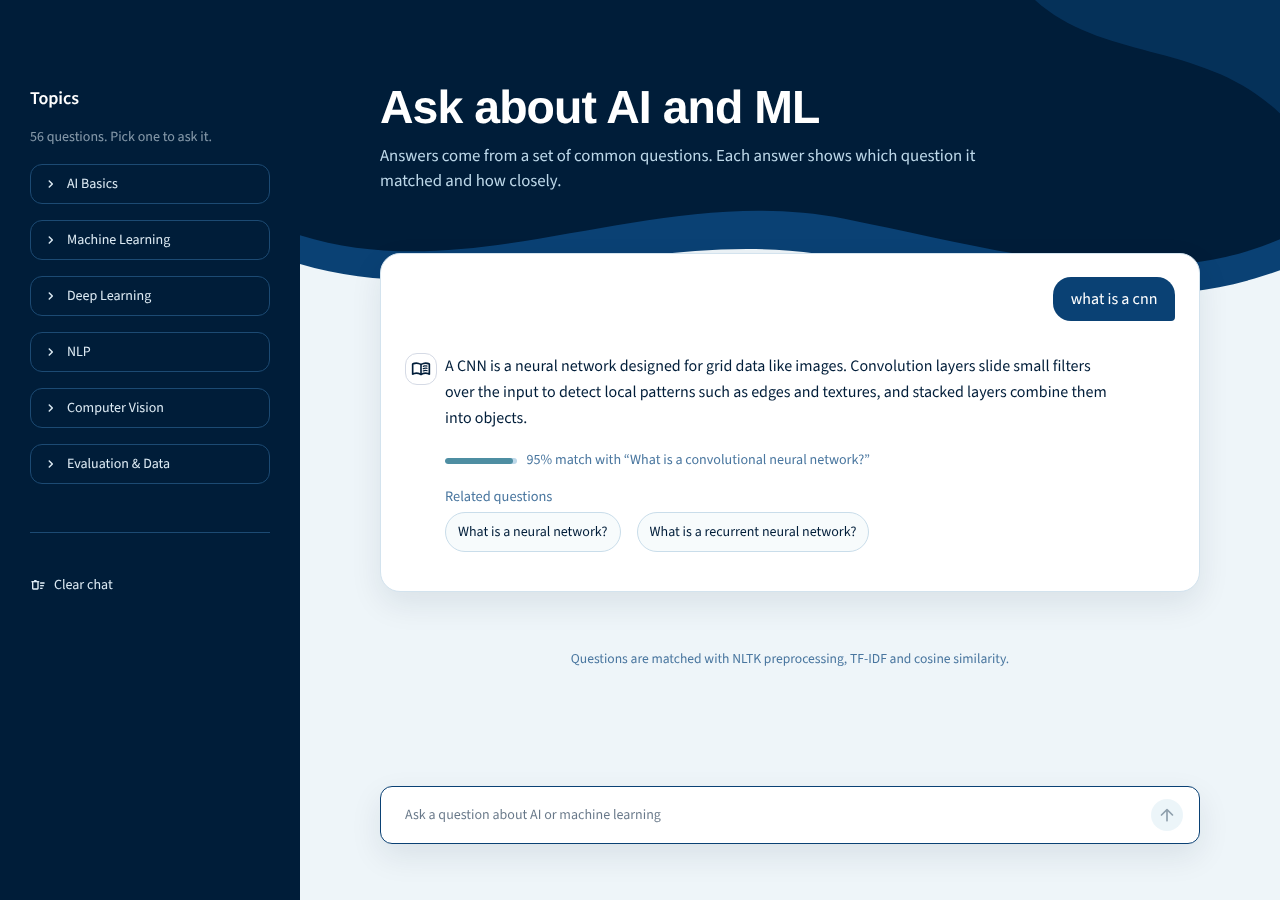 Topics
56 questions. Pick one to ask it.
AI Basics
Machine Learning
Deep Learning
NLP
Computer Vision
Evaluation & Data
Clear chat
Ask about AI and ML
Answers come from a set of common questions. Each answer shows which question it
matched and how closely.
what is a cnn
A CNN is a neural network designed for grid data like images. Convolution layers slide small filters
over the input to detect local patterns such as edges and textures, and stacked layers combine them
into objects.
95% match with “What is a convolutional neural network?”
Related questions
What is a neural network?
What is a recurrent neural network?
Questions are matched with NLTK preprocessing, TF-IDF and cosine similarity.
Ask a question about AI or machine learning